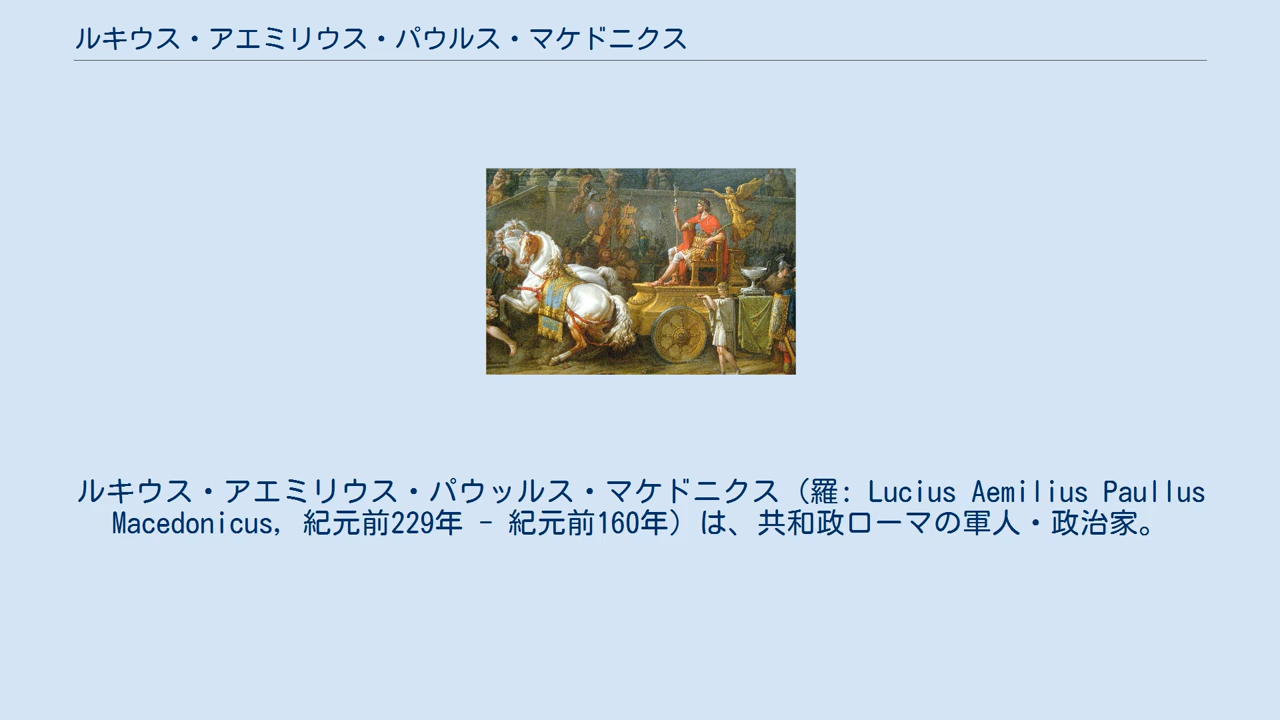 ルキウス・アエミリウス・パウルス・マケドニクス
ルキウス・アエミリウス・パウッルス・マケドニクス（羅: Lucius Aemilius Paullus
Macedonicus, 紀元前229年 - 紀元前160年）は、共和政ローマの軍人・政治家。